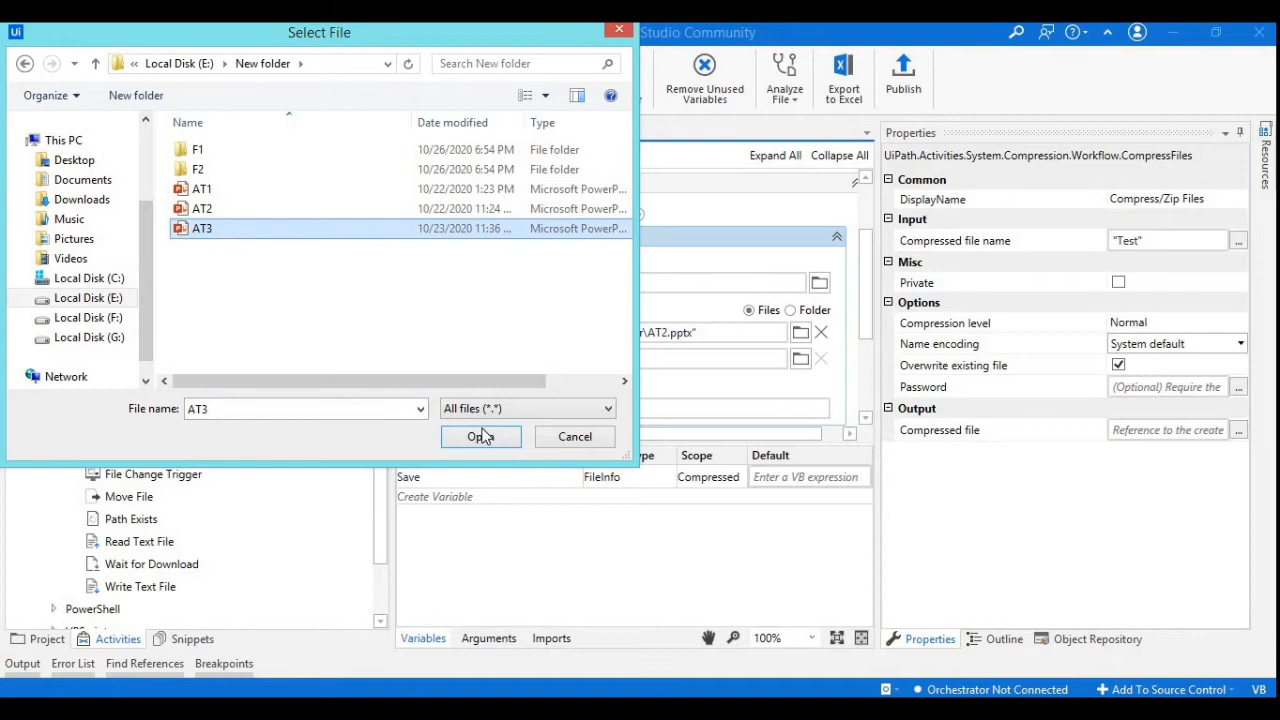 Ui
Select File
Studio Community
Local Disk (E:)
New folder
Search New folder
Organize
New folder
Remove Unused
Variables
Analyze
File
Export
to Excel
Publish
Name
Date modified
Type
This PC
Desktop
Documents
Downloads
Music
Pictures
Videos
Local Disk (C:)
Local Disk (E:)
Local Disk (F:)
Local Disk (G:)
Network
F1 10/26/2020 6:54 PM File folder
F2 10/26/2020 6:54 PM File folder
AT1 10/22/2020 1:23 PM Microsoft PowerP...
AT2 10/22/2020 11:24 ... Microsoft PowerP...
AT3 10/23/2020 11:36 ... Microsoft PowerP...
File name: AT3
All files (*.*)
Cancel
Expand All Collapse All
Files Folder
r\AT2.pptx"
Properties
UiPath.Activities.System.Compression.Workflow.CompressFiles
Common
DisplayName Compress/Zip Files
Input
Compressed file name "Test"
Misc
Private
Options
Compression level Normal
Name encoding System default
Overwrite existing file
Password (Optional) Require the
Output
Compressed file Reference to the create
Resources
File Change Trigger
Move File
Path Exists
Read Text File
Wait for Download
Write Text File
PowerShell
Scope Default
Save FileInfo Compressed Enter a VB expression
Create Variable
Project Activities Snippets
Variables Arguments Imports 100%
Properties Outline Object Repository
Output Error List Find References Breakpoints
Orchestrator Not Connected Add To Source Control VB